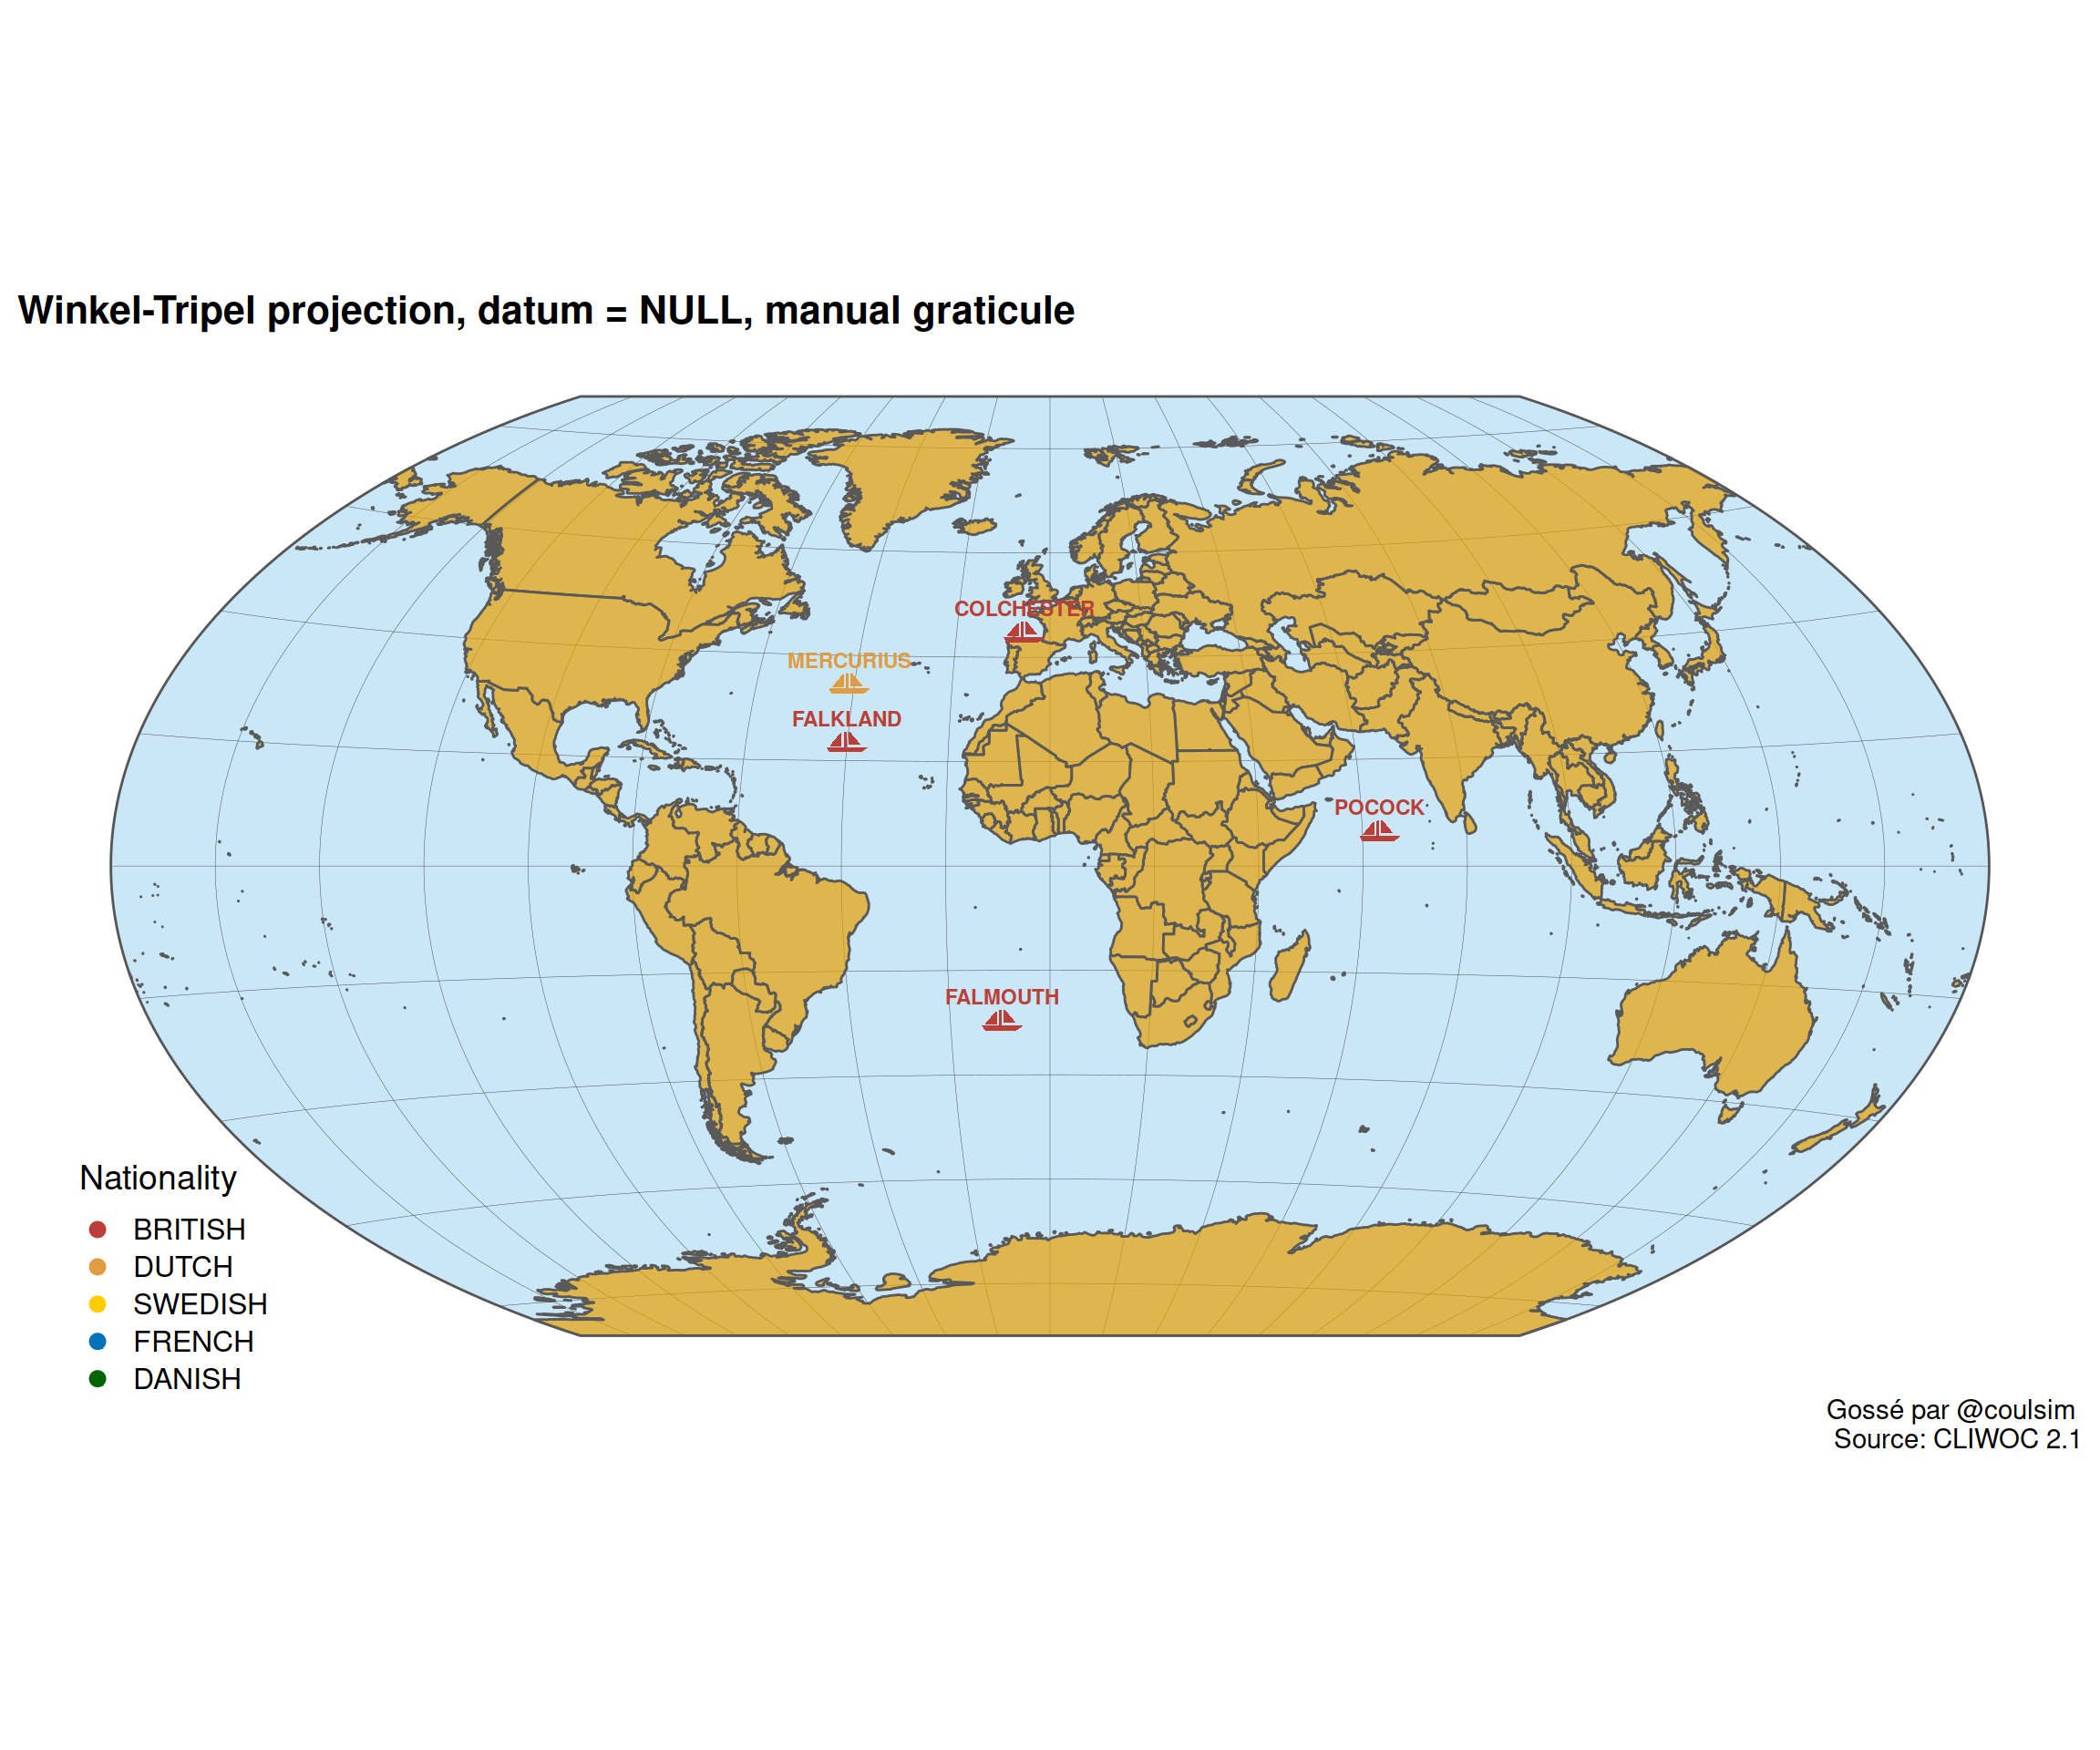 Winkel-Tripel projection, datum = NULL, manual graticule
COLCHESTER
MERCURIUS
FALKLAND
POCOCK
FALMOUTH
Nationality
BRITISH
DUTCH
SWEDISH
FRENCH
DANISH
Gossé par @coulsim
Source: CLIWOC 2.1